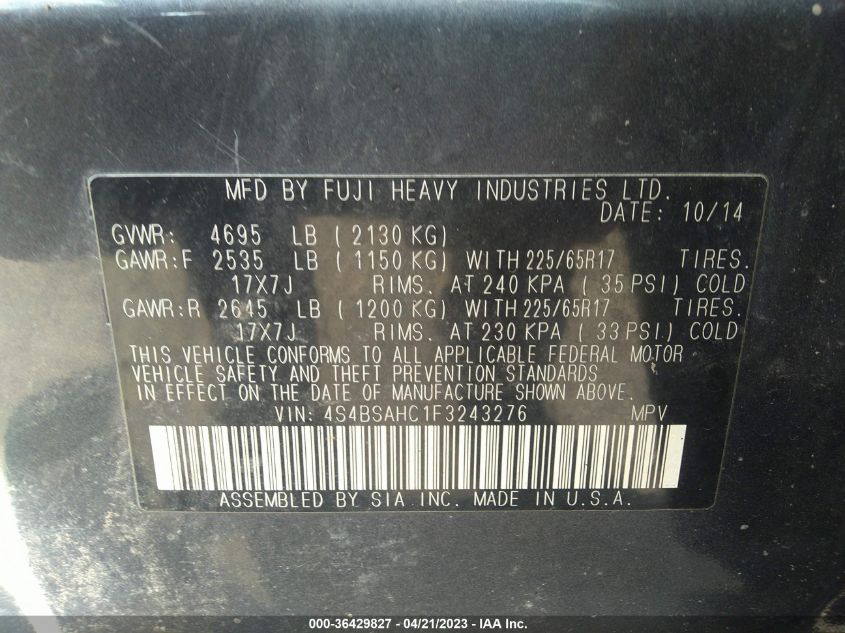 MFD BY FUJI HEAVY INDUSTRIES LTD.
DATE: 10/14
GVWR: 4695 LB ( 2130 KG)
GAWR:F 2535 LB ( 1150 KG) WITH 225/65R17 TIRES.
17X7J RIMS. AT 240 KPA ( 35 PSI) COLD
GAWR:R 2645 LB ( 1200 KG) WITH 225/65R17 TIRES.
17X7J RIMS. AT 230 KPA ( 33 PSI) COLD
THIS VEHICLE CONFORMS TO ALL APPLICABLE FEDERAL MOTOR
VEHICLE SAFETY AND THEFT PREVENTION STANDARDS
IN EFFECT ON THE DATE OF MANUFACTURE SHOWN ABOVE.
VIN: 4S4BSAHC1F3243276 MPV
ASSEMBLED BY SIA INC. MADE IN U.S.A.
000-36429827 - 04/21/2023 - IAA Inc.